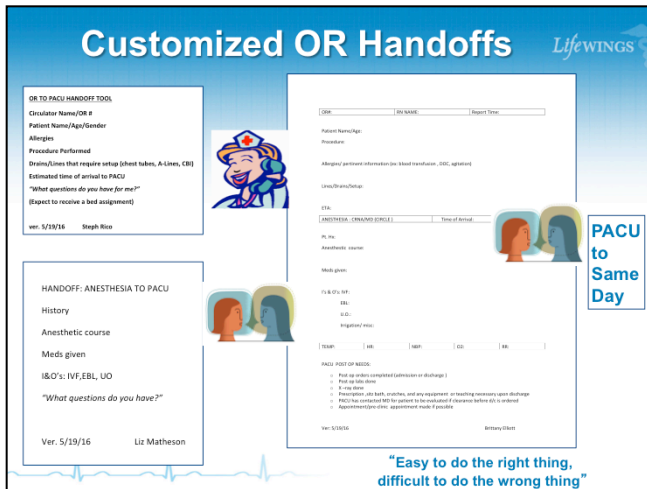 Customized OR Handoffs
LifeWINGS
OR TO PACU HANDOFF TOOL
Circulator Name/OR #
Patient Name/Age/Gender
Allergies
Procedure Performed
Drains/Lines that require setup (chest tubes, A-Lines, CBI)
Estimated time of arrival to PACU
"What questions do you have for me?"
(Expect to receive a bed assignment)
ver. 5/19/16 Steph Rico
HANDOFF: ANESTHESIA TO PACU
History
Anesthetic course
Meds given
I&O's: IVF,EBL, UO
"What questions do you have?"
Ver. 5/19/16 Liz Matheson
OR#: RN NAME: Report Time:
Patient Name/Age:
Procedure:
Allergies/ pertinent information (ex: blood transfusion , DOC, agitation)
Lines/Drains/Setup:
ETA:
ANESTHESIA - CRNA/MD (CIRCLE ) Time of Arrival:
Pt. Hx.
Anesthetic course:
Meds given:
I's & O's: IVF:
EBL:
U.O.:
Irrigation/ misc:
TEMP: HR: NIBP: O2: RR:
PACU POST OP NEEDS:
o Post op orders completed (admission or discharge )
o Post op labs done
o X -ray done
o Prescription ,sitz bath, crutches, and any equipment or teaching necessary upon discharge
o PACU has contacted MD for patient to be evaluated if clearance before d/c is ordered
o Appointment/pre-clinic appointment made if possible
Ver: 5/19/16 Brittney Elliott
PACU
to
Same
Day
"Easy to do the right thing,
difficult to do the wrong thing"